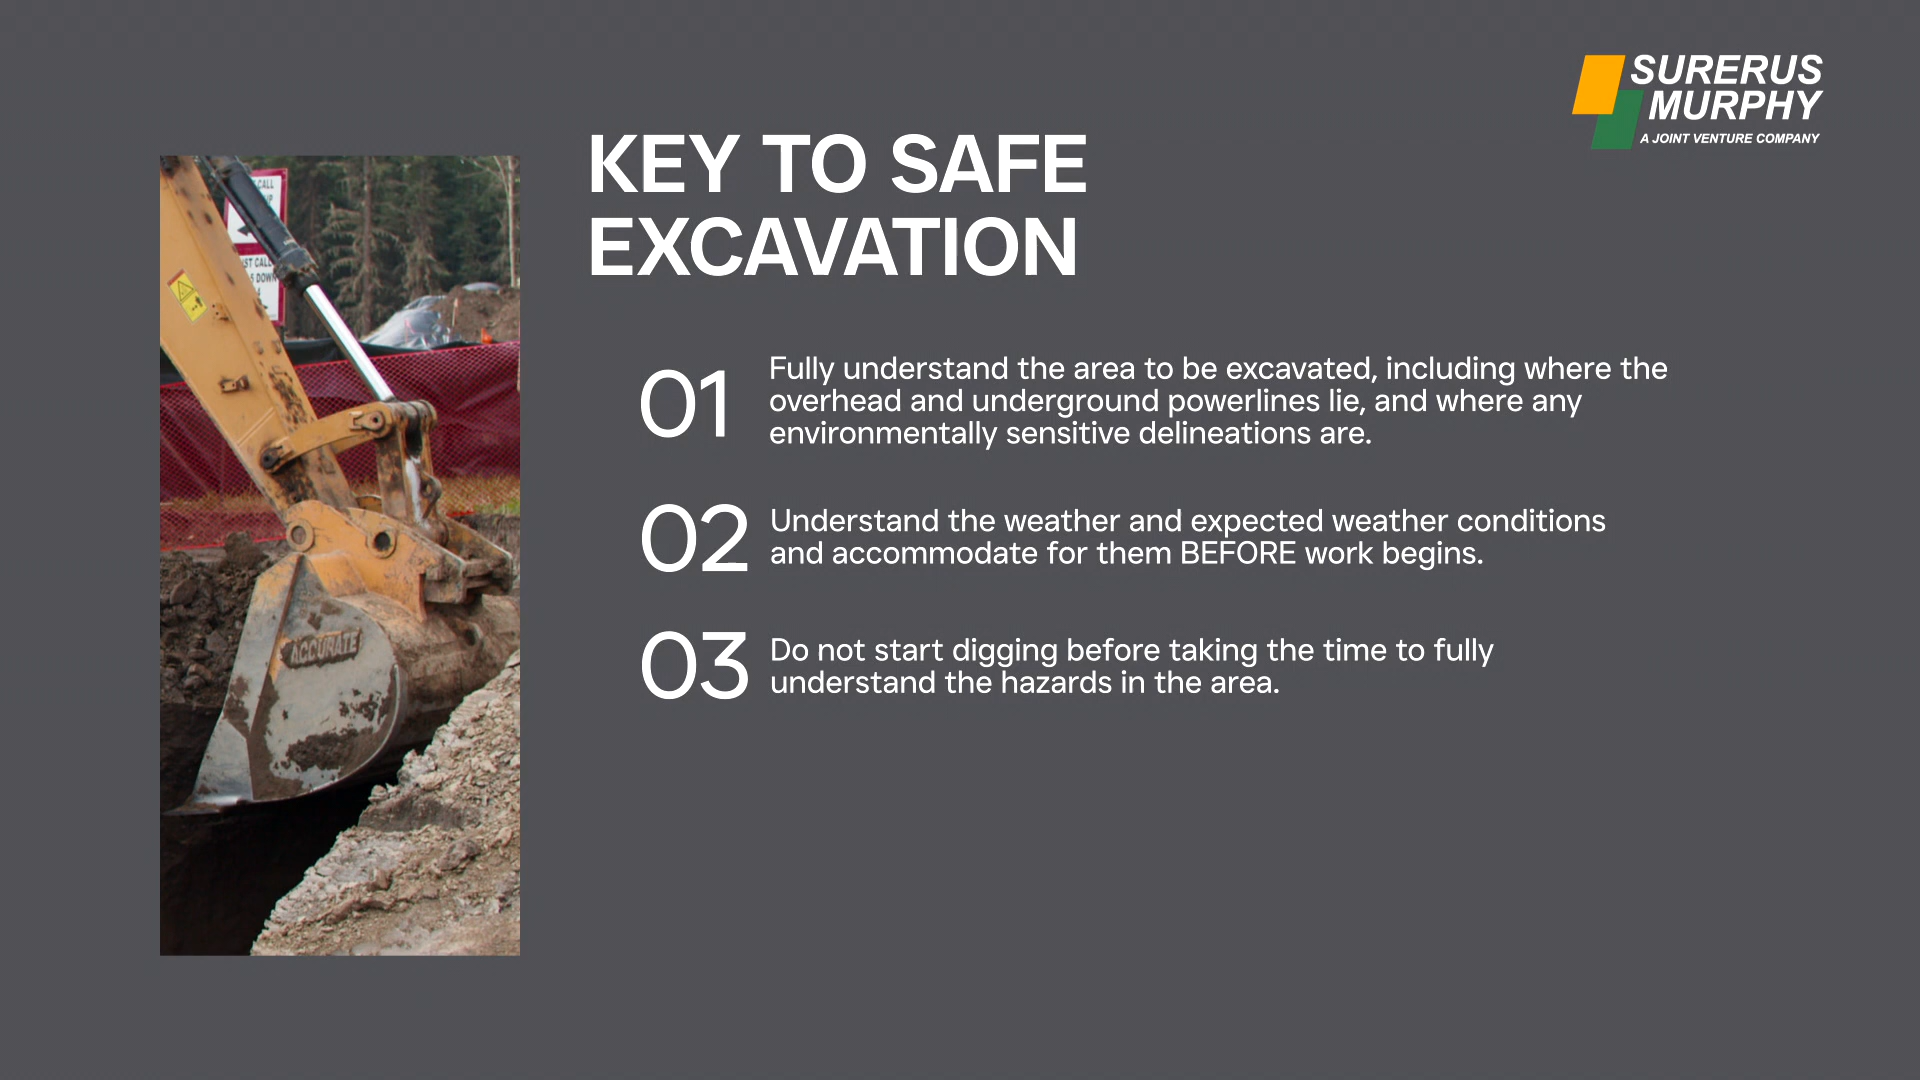 SURERUS
MURPHY
A JOINT VENTURE COMPANY
KEY TO SAFE
EXCAVATION
01
Fully understand the area to be excavated, including where the
overhead and underground powerlines lie, and where any
environmentally sensitive delineations are.
02
Understand the weather and expected weather conditions
and accommodate for them BEFORE work begins.
03
Do not start digging before taking the time to fully
understand the hazards in the area.
CALL
CALL
DOWN
ACCURATE